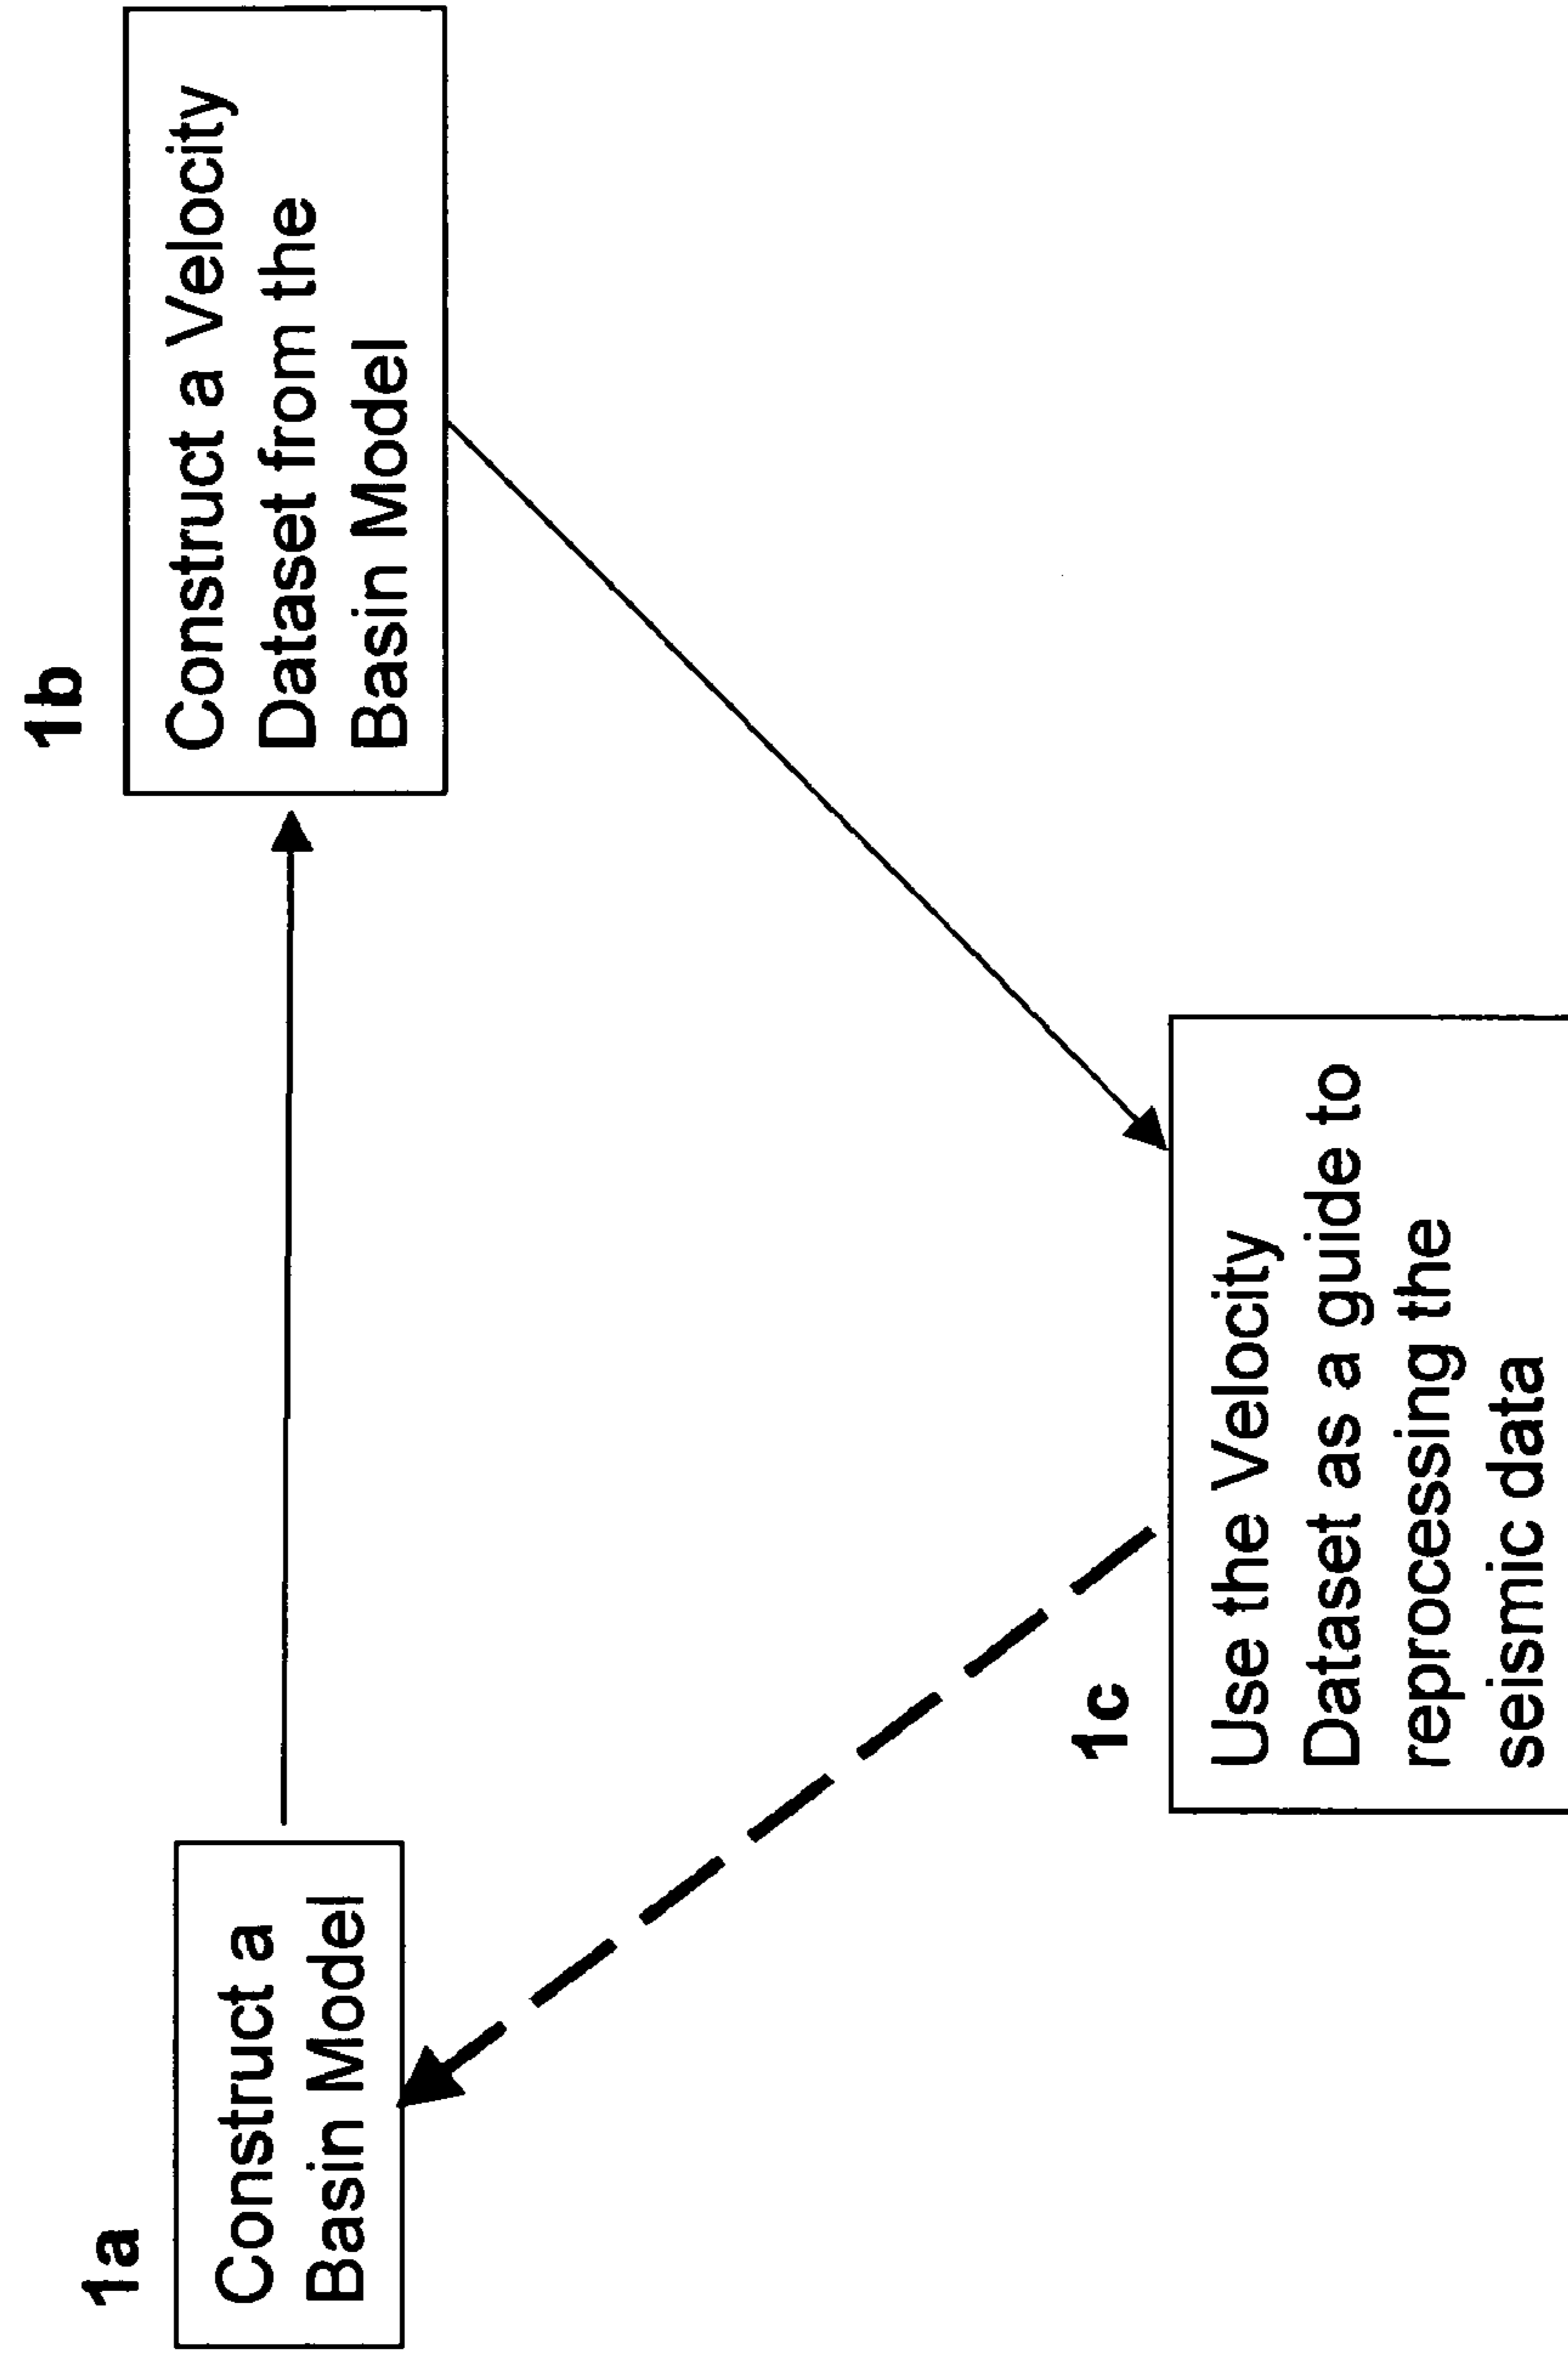 1a
Construct a
Basin Model
1b
Construct a Velocity
Dataset from the
Basin Model
1c
Use the Velocity
Dataset as a guide to
reprocessing the
seismic data